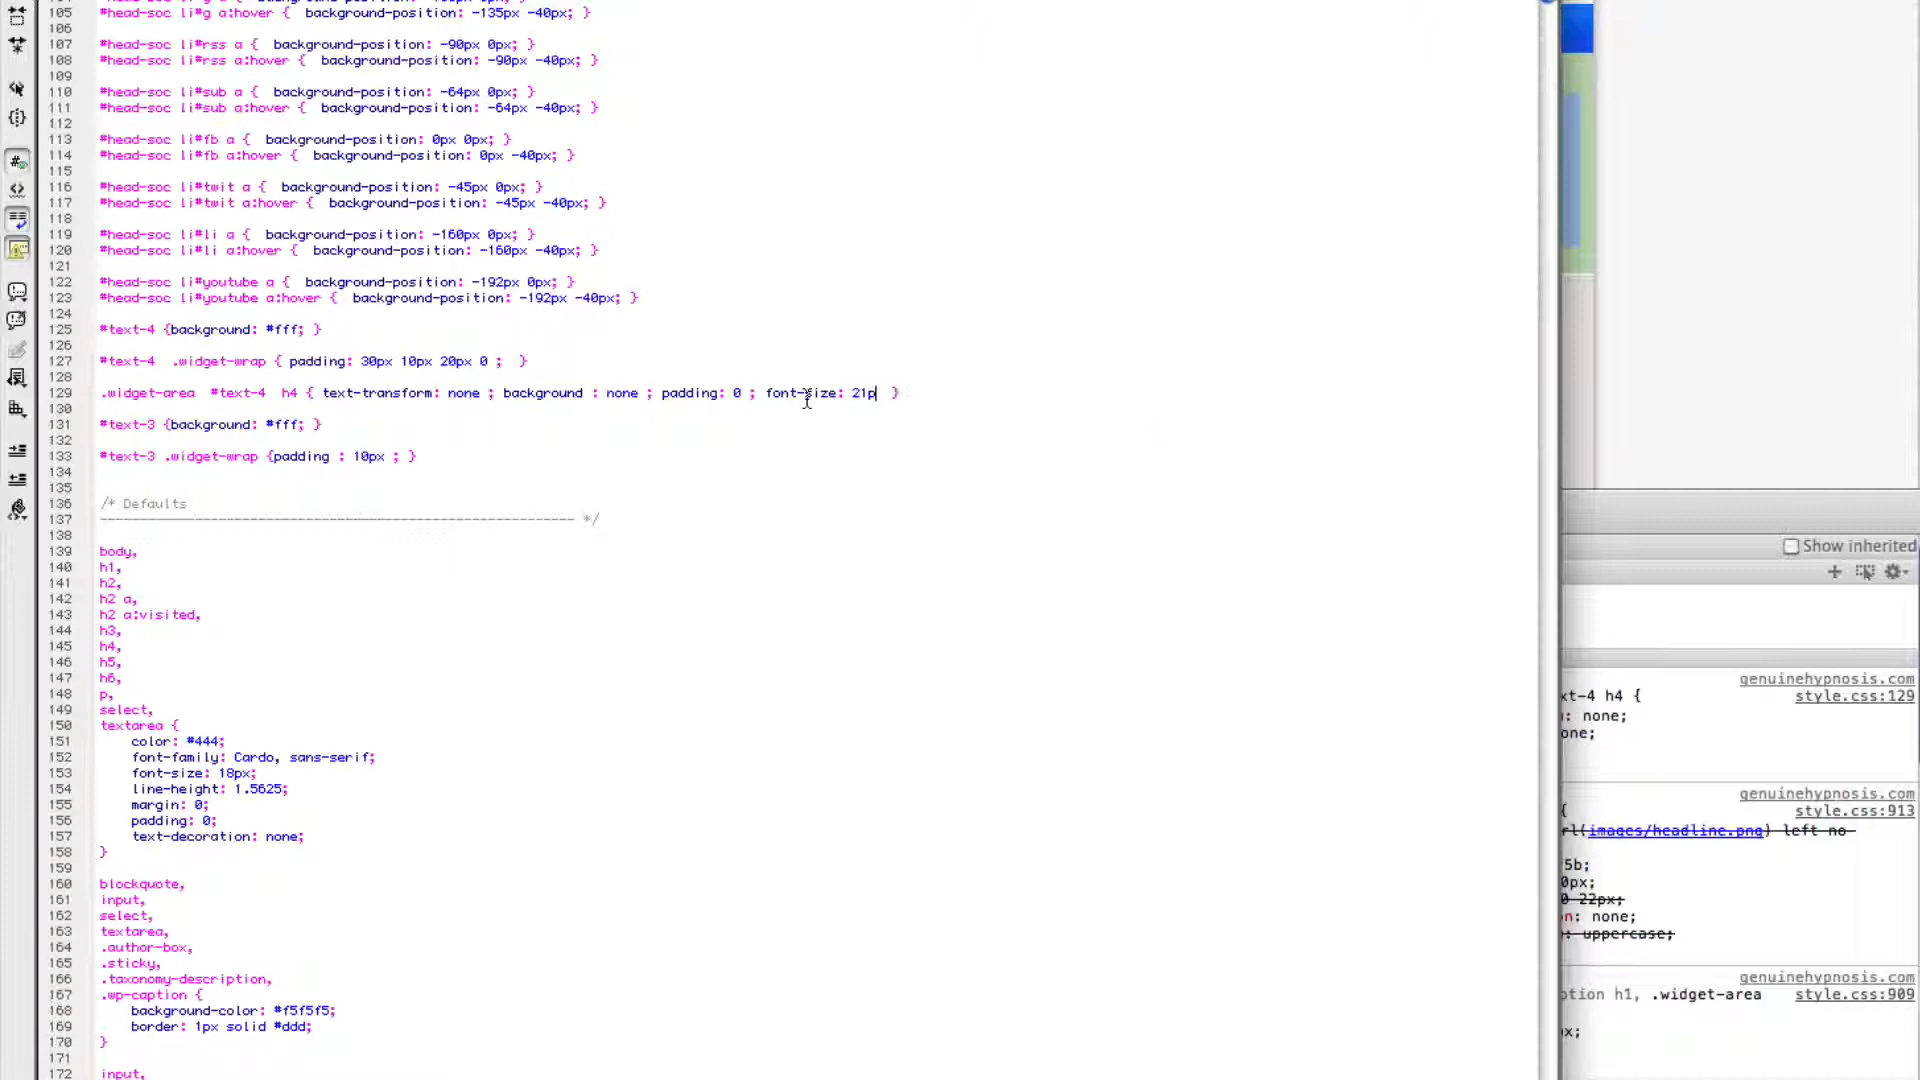 105 #head-soc li#g a:hover {  background-position: -135px -40px; }
106
107 #head-soc li#rss a {  background-position: -90px 0px; }
108 #head-soc li#rss a:hover {  background-position: -90px -40px; }
109
110 #head-soc li#sub a {  background-position: -64px 0px; }
111 #head-soc li#sub a:hover {  background-position: -64px -40px; }
112
113 #head-soc li#fb a {  background-position: 0px 0px; }
114 #head-soc li#fb a:hover {  background-position: 0px -40px; }
115
116 #head-soc li#twit a {  background-position: -45px 0px; }
117 #head-soc li#twit a:hover {  background-position: -45px -40px; }
118
119 #head-soc li#li a {  background-position: -160px 0px; }
120 #head-soc li#li a:hover {  background-position: -160px -40px; }
121
122 #head-soc li#youtube a {  background-position: -192px 0px; }
123 #head-soc li#youtube a:hover {  background-position: -192px -40px; }
124
125 #text-4 {background: #fff; }
126
127 #text-4  .widget-wrap { padding: 30px 10px 20px 0 ;  }
128
129 .widget-area  #text-4  h4 { text-transform: none ; background : none ; padding: 0 ; font-size: 21p  }
130
131 #text-3 {background: #fff; }
132
133 #text-3 .widget-wrap {padding : 10px ; }
134
135
136 /* Defaults
137 ------------------------------------------------------------ */
138
139 body,
140 h1,
141 h2,
142 h2 a,
143 h2 a:visited,
144 h3,
145 h4,
146 h5,
147 h6,
148 p,
149 select,
150 textarea {
151 color: #444;
152 font-family: Cardo, sans-serif;
153 font-size: 18px;
154 line-height: 1.5625;
155 margin: 0;
156 padding: 0;
157 text-decoration: none;
158 }
159
160 blockquote,
161 input,
162 select,
163 textarea,
164 .author-box,
165 .sticky,
166 .taxonomy-description,
167 .wp-caption {
168 background-color: #f5f5f5;
169 border: 1px solid #ddd;
170 }
171
172 input,
Show inherited
genuinehypnosis.com
xt-4 h4 { style.css:129
: none;
one;
genuinehypnosis.com
{ style.css:913
rl(images/headline.png) left no-
f5b;
0px;
0 22px;
n: none;
: uppercase;
genuinehypnosis.com
ption h1, .widget-area style.css:909
x;